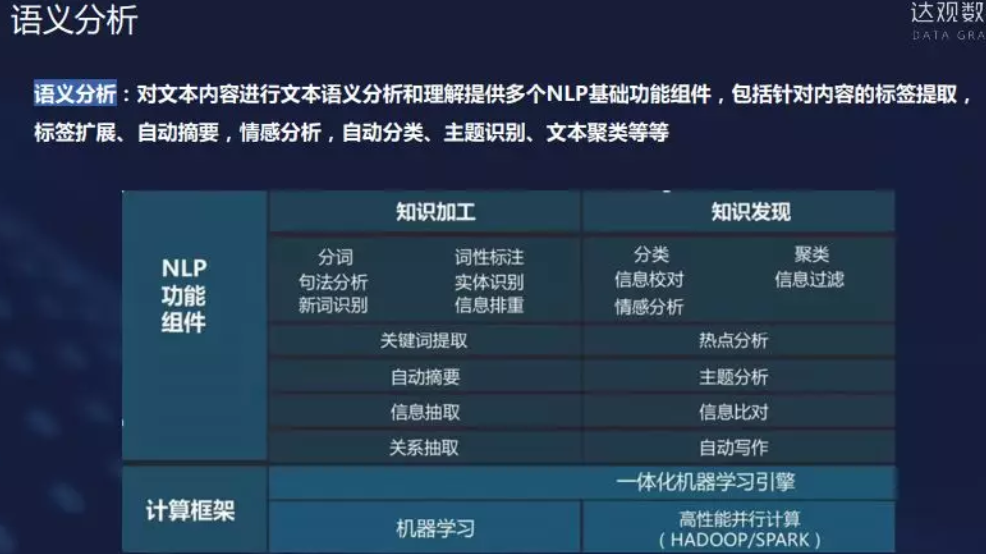 语义分析
达观数
DATA GRA
语义分析：对文本内容进行文本语义分析和理解提供多个NLP基础功能组件，包括针对内容的标签提取，
标签扩展、自动摘要，情感分析，自动分类、主题识别、文本聚类等等
知识加工 知识发现
NLP
功能
组件
分词 词性标注
句法分析 实体识别
新词识别 信息排重
分类 聚类
信息校对 信息过滤
情感分析
关键词提取 热点分析
自动摘要 主题分析
信息抽取 信息比对
关系抽取 自动写作
计算框架
一体化机器学习引擎
机器学习
高性能并行计算
（HADOOP/SPARK）